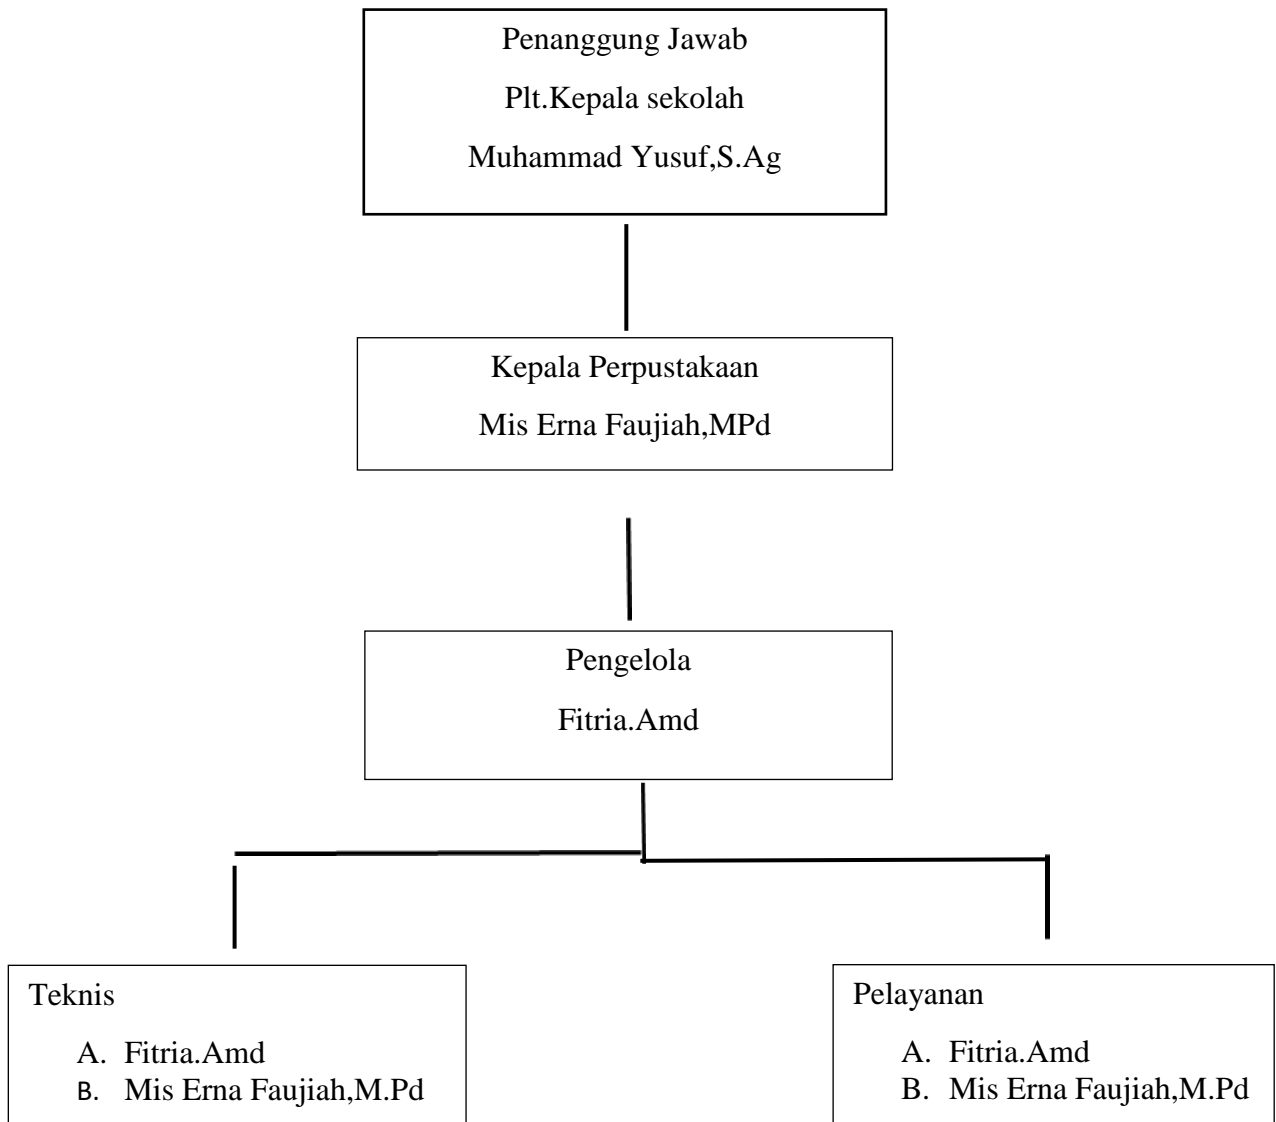 Penanggung Jawab
Plt.Kepala sekolah
Muhammad Yusuf,S.Ag
Kepala Perpustakaan
Mis Erna Faujiah,MPd
Pengelola
Fitria.Amd
Teknis
A. Fitria.Amd
B. Mis Erna Faujiah,M.Pd
Pelayanan
A. Fitria.Amd
B. Mis Erna Faujiah,M.Pd